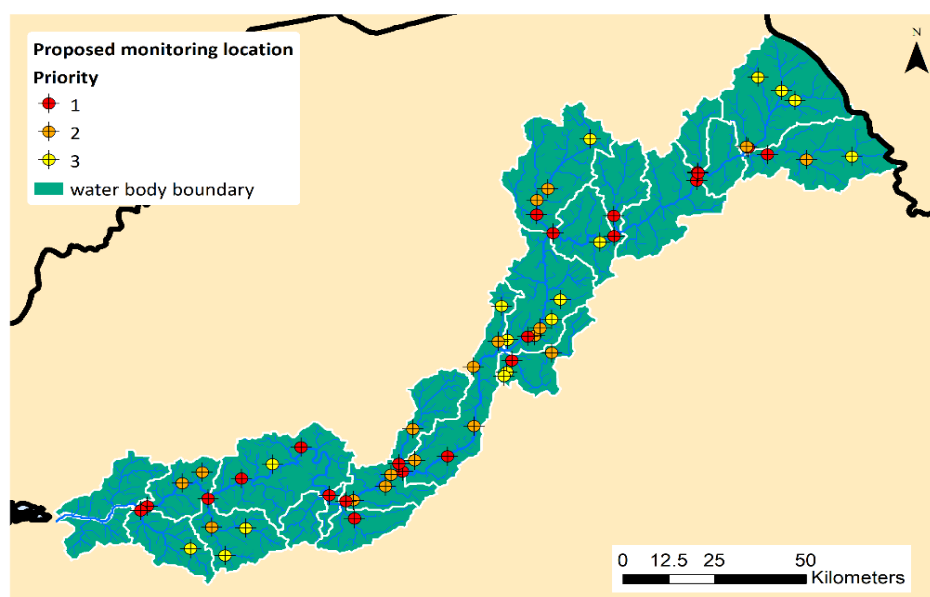 Proposed monitoring location
Priority
1
2
3
water body boundary
N
0 12.5 25 50
Kilometers